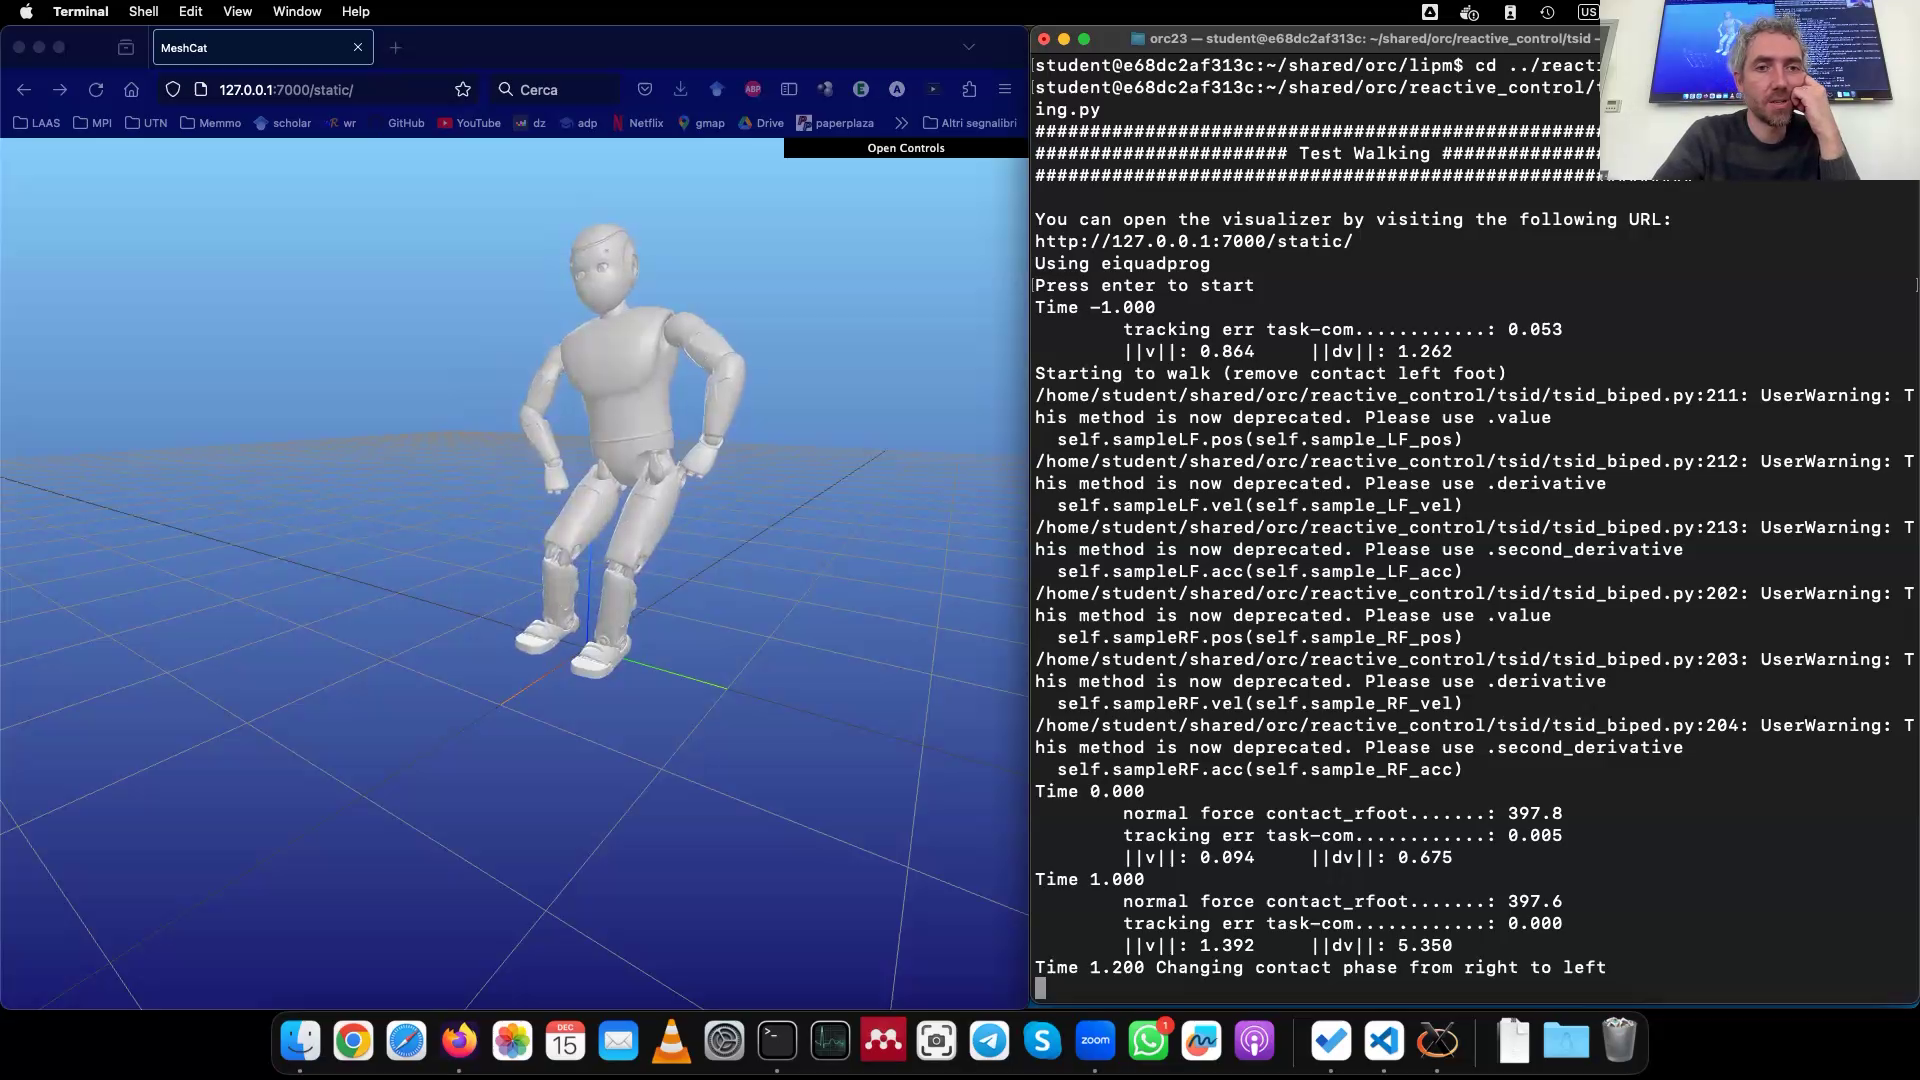 Terminal Shell Edit View Window Help
US
MeshCat
127.0.0.1:7000/static/
Cerca
ABP
LAAS MPI UTN Memmo scholar wr GitHub YouTube dz adp Netflix gmap Drive paperplaza Altri segnalibri
Open Controls
orc23 — student@e68dc2af313c: ~/shared/orc/reactive_control/tsid —
student@e68dc2af313c:~/shared/orc/lipm$ cd ../react
student@e68dc2af313c:~/shared/orc/reactive_control/
ing.py
###################################################
####################### Test Walking ##############
###################################################
You can open the visualizer by visiting the following URL:
http://127.0.0.1:7000/static/
Using eiquadprog
Press enter to start
Time -1.000
tracking err task-com............: 0.053
||v||: 0.864 ||dv||: 1.262
Starting to walk (remove contact left foot)
/home/student/shared/orc/reactive_control/tsid/tsid_biped.py:211: UserWarning: T
his method is now deprecated. Please use .value
self.sampleLF.pos(self.sample_LF_pos)
/home/student/shared/orc/reactive_control/tsid/tsid_biped.py:212: UserWarning: T
his method is now deprecated. Please use .derivative
self.sampleLF.vel(self.sample_LF_vel)
/home/student/shared/orc/reactive_control/tsid/tsid_biped.py:213: UserWarning: T
his method is now deprecated. Please use .second_derivative
self.sampleLF.acc(self.sample_LF_acc)
/home/student/shared/orc/reactive_control/tsid/tsid_biped.py:202: UserWarning: T
his method is now deprecated. Please use .value
self.sampleRF.pos(self.sample_RF_pos)
/home/student/shared/orc/reactive_control/tsid/tsid_biped.py:203: UserWarning: T
his method is now deprecated. Please use .derivative
self.sampleRF.vel(self.sample_RF_vel)
/home/student/shared/orc/reactive_control/tsid/tsid_biped.py:204: UserWarning: T
his method is now deprecated. Please use .second_derivative
self.sampleRF.acc(self.sample_RF_acc)
Time 0.000
normal force contact_rfoot.......: 397.8
tracking err task-com............: 0.005
||v||: 0.094 ||dv||: 0.675
Time 1.000
normal force contact_rfoot.......: 397.6
tracking err task-com............: 0.000
||v||: 1.392 ||dv||: 5.350
Time 1.200 Changing contact phase from right to left
DEC
15
zoom
1